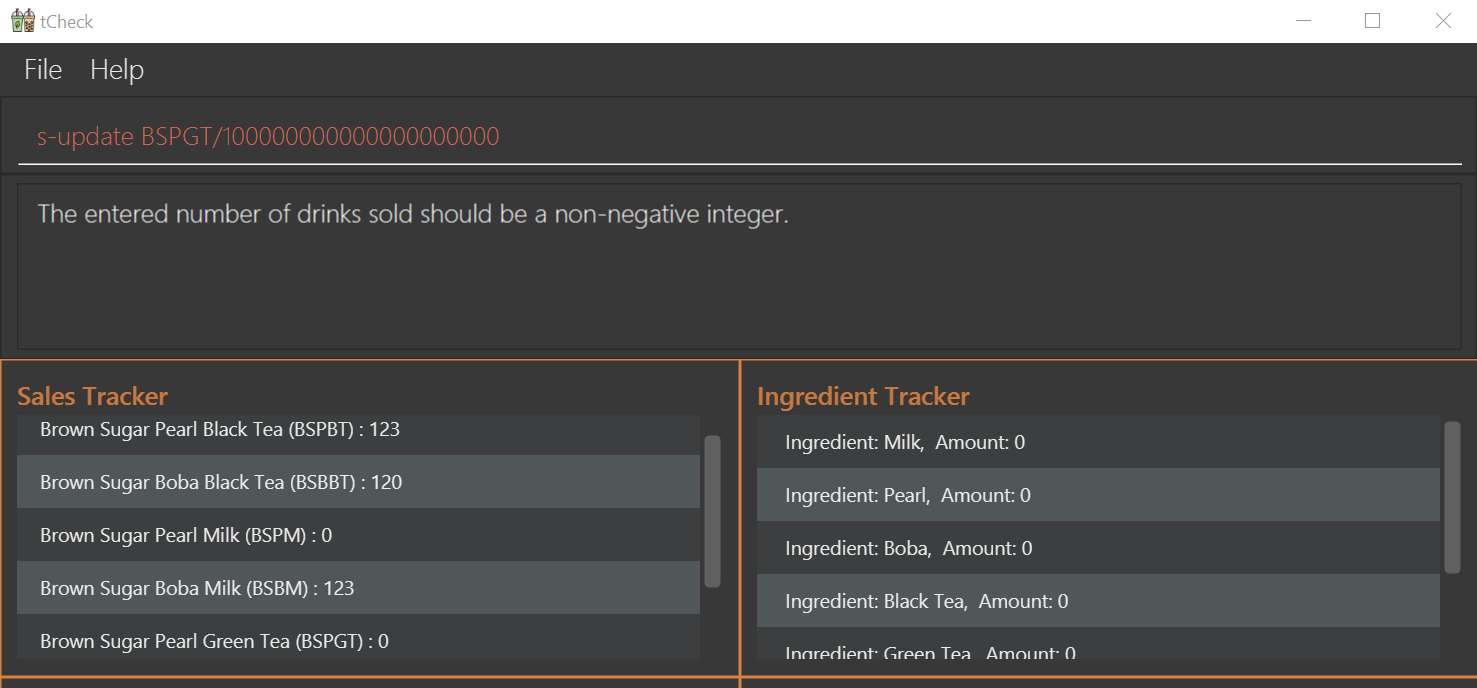 tCheck
File Help
s-update BSPGT/100000000000000000000
The entered number of drinks sold should be a non-negative integer.
Sales Tracker
Brown Sugar Pearl Black Tea (BSPBT) : 123
Brown Sugar Boba Black Tea (BSBBT) : 120
Brown Sugar Pearl Milk (BSPM) : 0
Brown Sugar Boba Milk (BSBM) : 123
Brown Sugar Pearl Green Tea (BSPGT) : 0
Ingredient Tracker
Ingredient: Milk, Amount: 0
Ingredient: Pearl, Amount: 0
Ingredient: Boba, Amount: 0
Ingredient: Black Tea, Amount: 0
Ingredient: Green Tea, Amount: 0